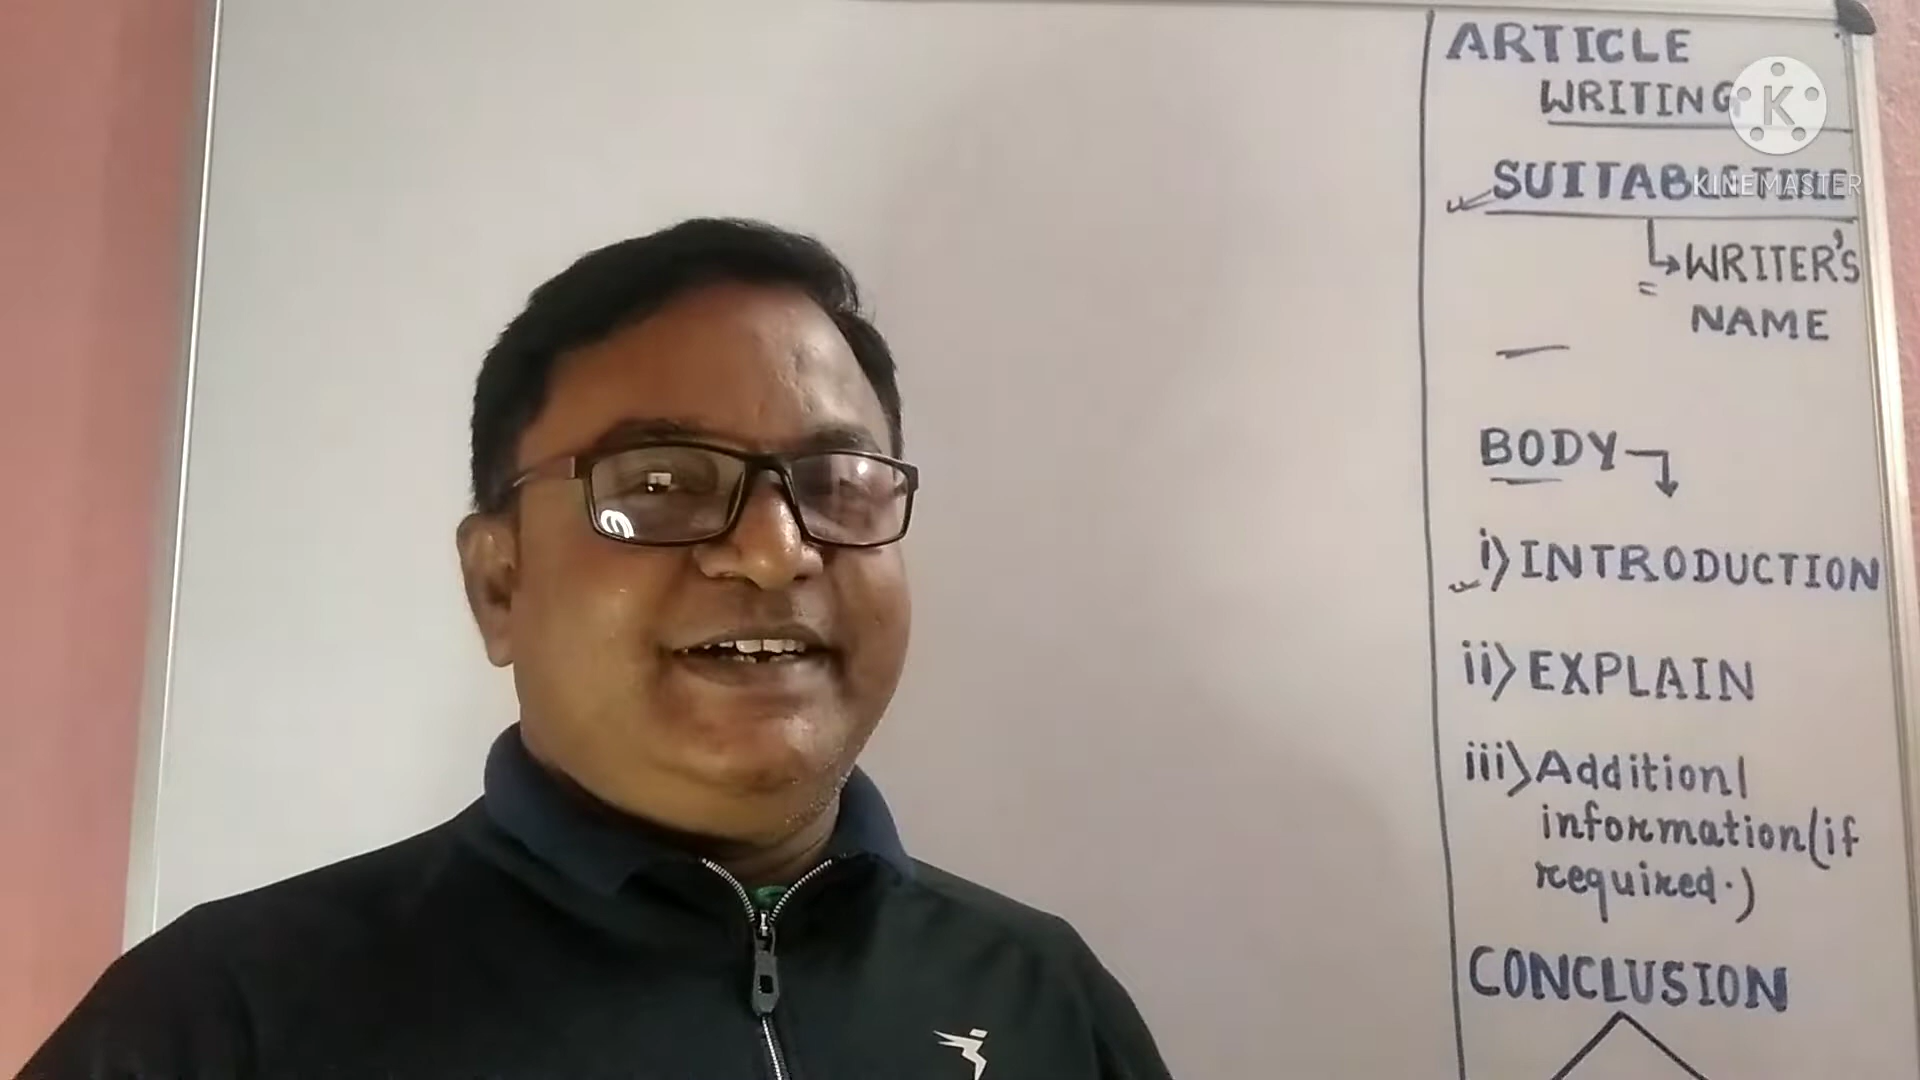 ARTICLE
WRITING
SUITABLE TITLE
WRITER'S
NAME
BODY
i) INTRODUCTION
ii) EXPLAIN
iii) Additionl
information (if
required.)
CONCLUSION
K
KINEMASTER